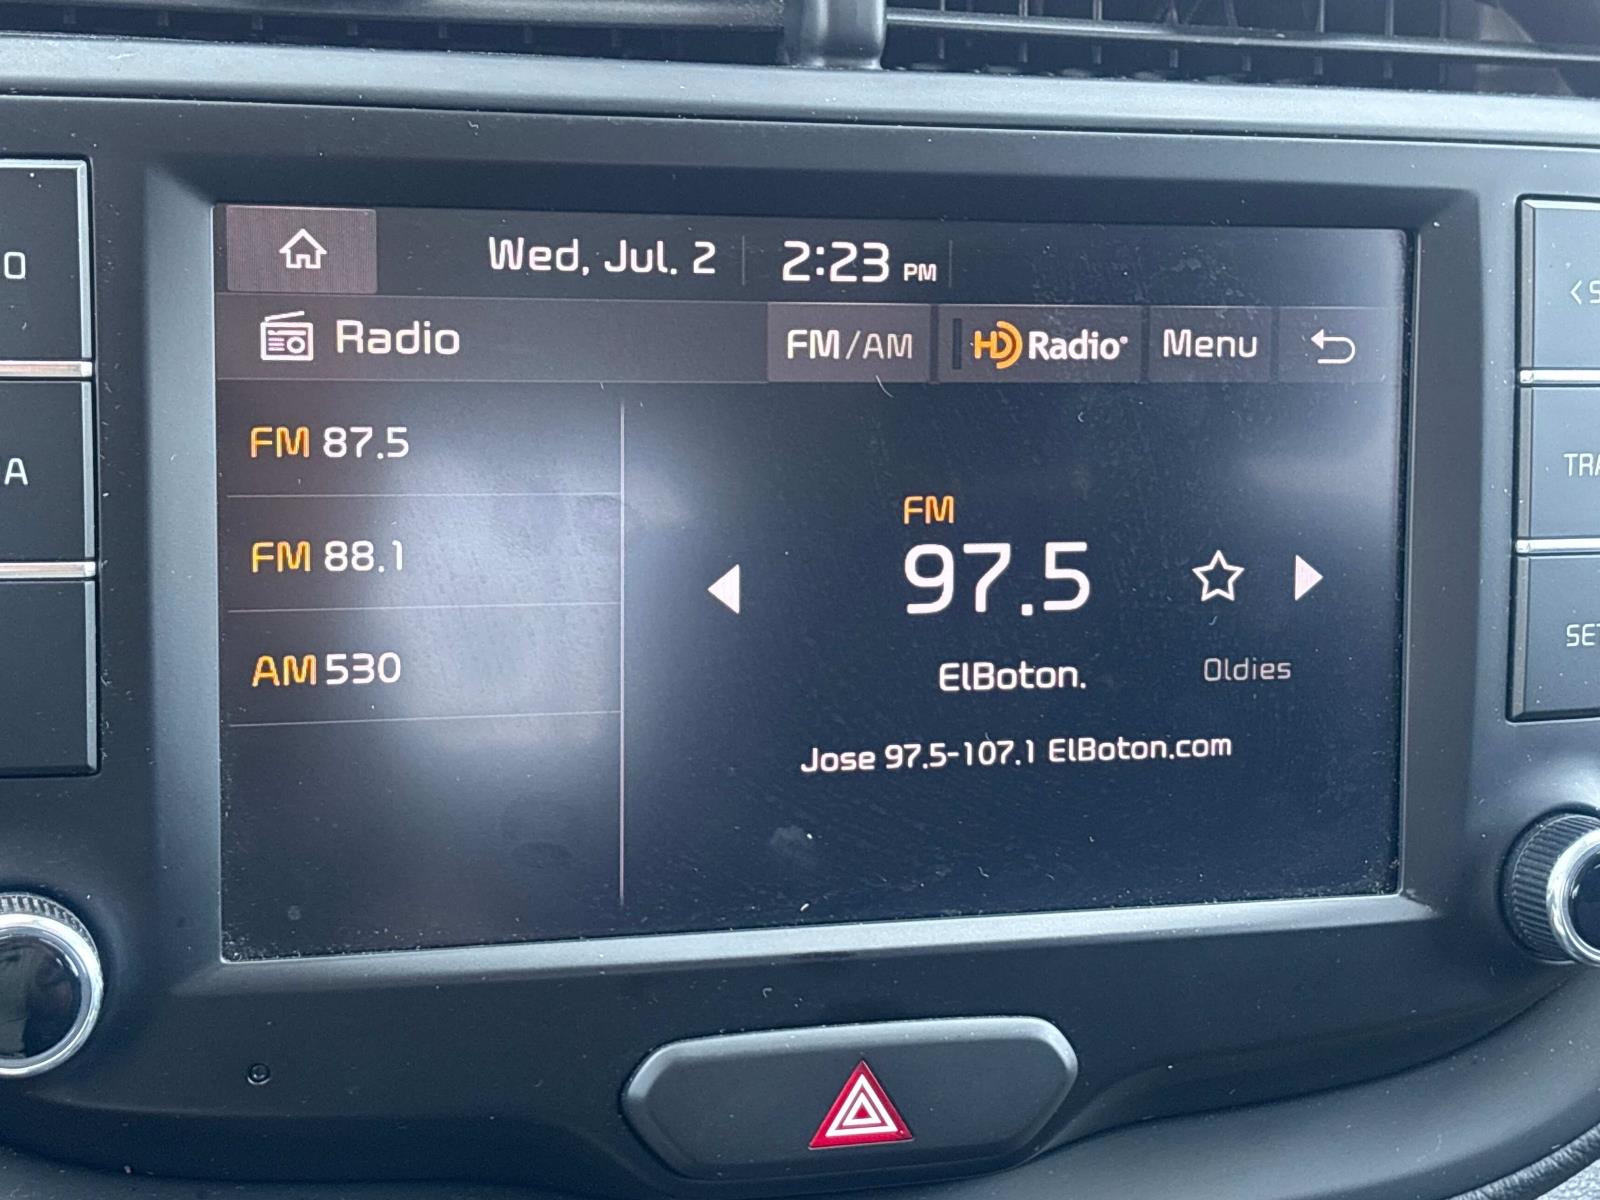 Wed, Jul. 2 2:23 PM
Radio FM/AM HD Radio® Menu
FM 87.5
FM 88.1
AM 530
FM
97.5
ElBoton. Oldies
Jose 97.5-107.1 ElBoton.com